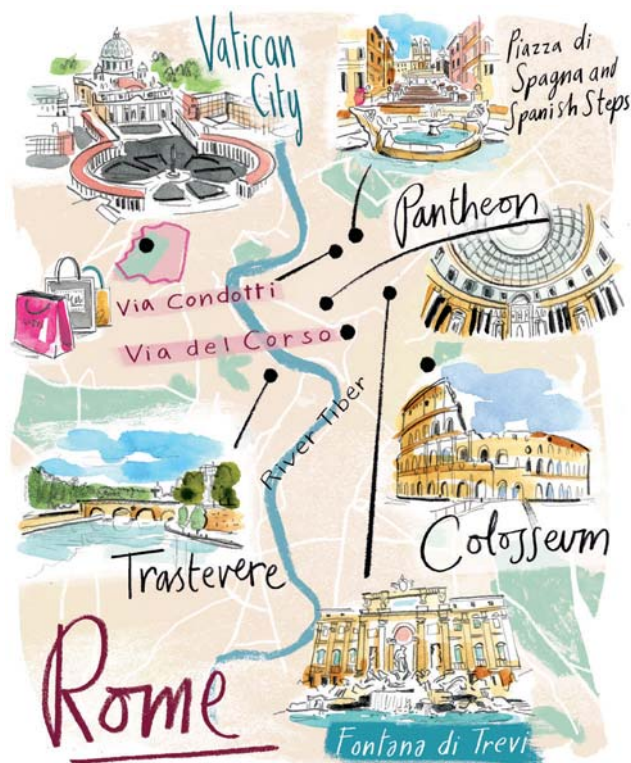 Vatican
City
Piazza di
Spagna and
Spanish Steps
Pantheon
Via Condotti
Via del Corso
River Tiber
Trastevere
Colosseum
Rome
Fontana di Trevi